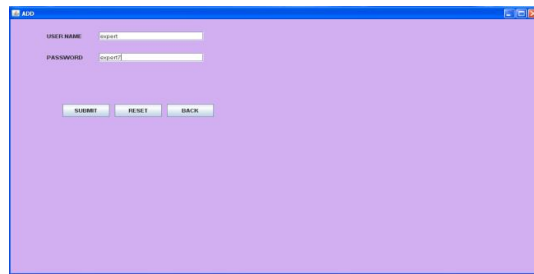 ADD
USER NAME expert
PASSWORD expert7
SUBMIT RESET BACK